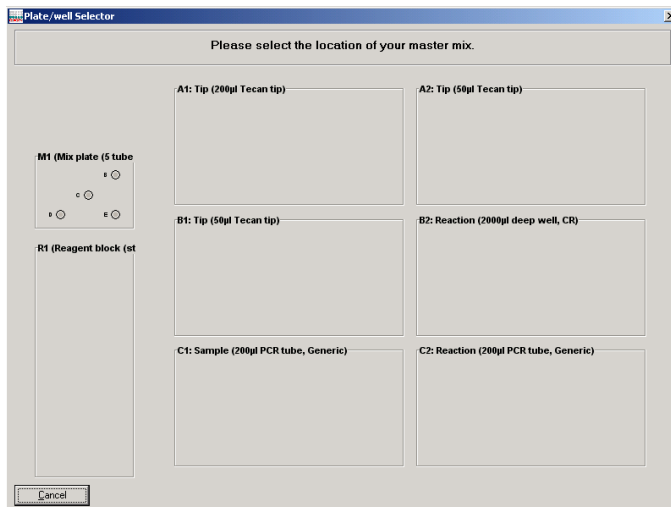 Plate/well Selector
Please select the location of your master mix.
A1: Tip (200µl Tecan tip)
A2: Tip (50µl Tecan tip)
M1 (Mix plate (5 tube
B
C
D
E
B1: Tip (50µl Tecan tip)
B2: Reaction (2000µl deep well, CR)
R1 (Reagent block (st
C1: Sample (200µl PCR tube, Generic)
C2: Reaction (200µl PCR tube, Generic)
Cancel